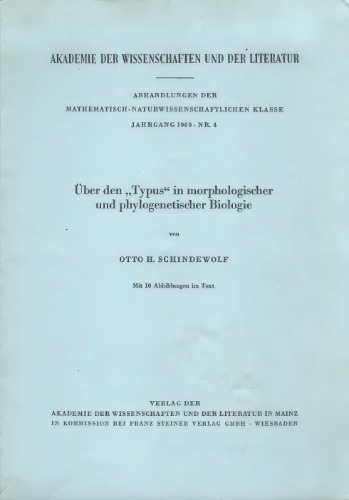 AKADEMIE DER WISSENSCHAFTEN UND DER LITERATUR
ABHANDLUNGEN DER
MATHEMATISCH-NATURWISSENSCHAFTLICHEN KLASSE
JAHRGANG 1969 · NR. 4
Über den „Typus“ in morphologischer
und phylogenetischer Biologie
von
OTTO H. SCHINDEWOLF
Mit 10 Abbildungen im Text
VERLAG DER
AKADEMIE DER WISSENSCHAFTEN UND DER LITERATUR IN MAINZ
IN KOMMISSION BEI FRANZ STEINER VERLAG GMBH · WIESBADEN